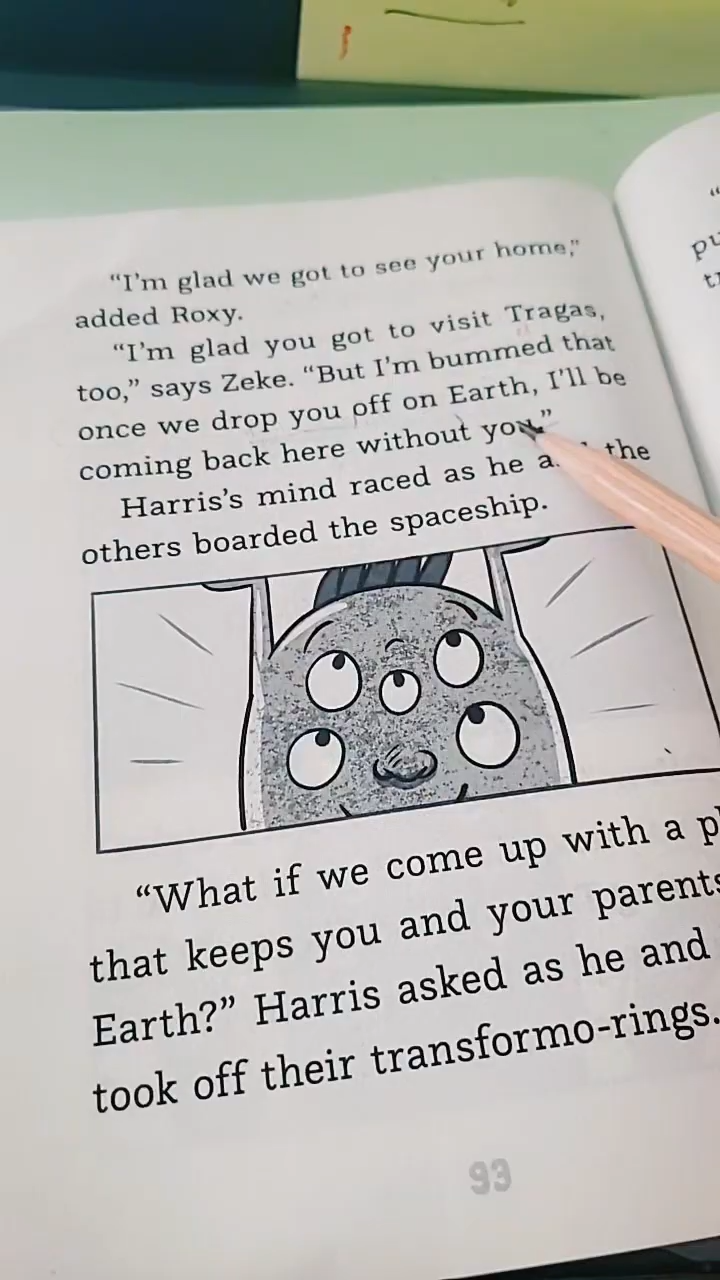 “I’m glad we got to see your home,”
added Roxy.
“I’m glad you got to visit Tragas,
too,” says Zeke. “But I’m bummed that
once we drop you off on Earth, I’ll be
coming back here without you.”
Harris’s mind raced as he the
others boarded the spaceship.
“What if we come up with a
that keeps you and your parents
Earth?” Harris asked as he and
took off their transformo-rings.
93